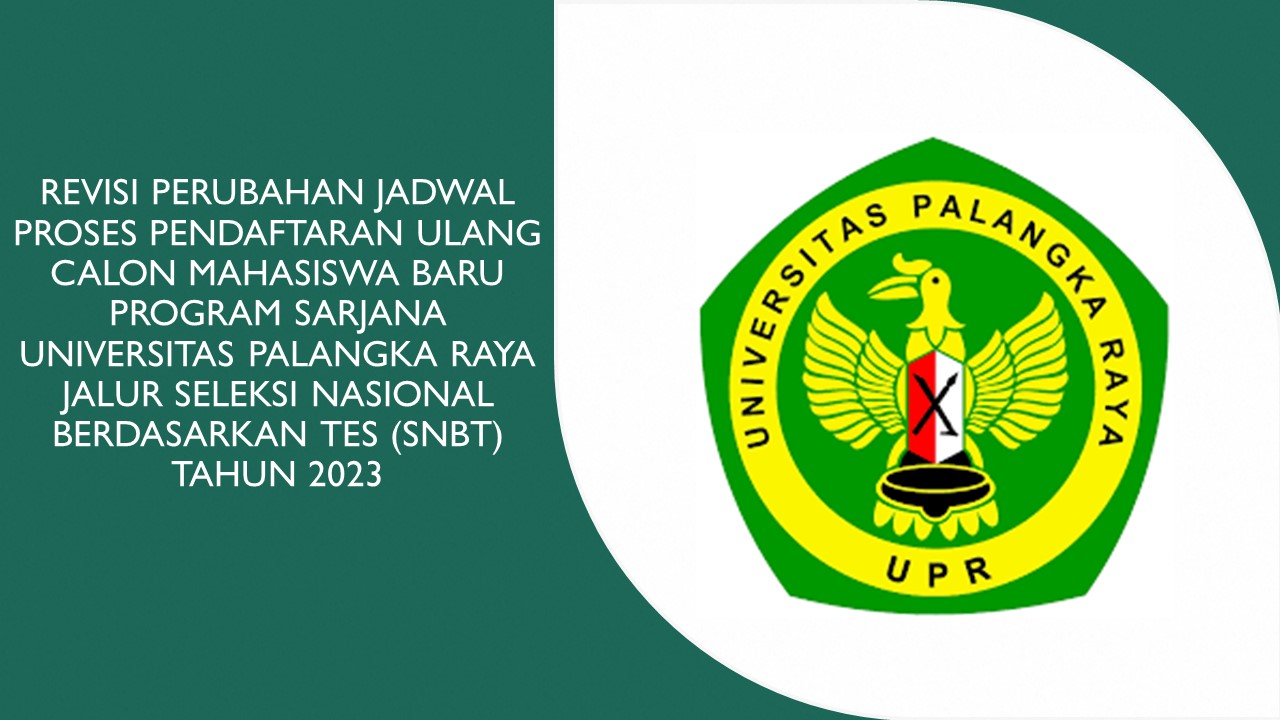 REVISI PERUBAHAN JADWAL
PROSES PENDAFTARAN ULANG
CALON MAHASISWA BARU
PROGRAM SARJANA
UNIVERSITAS PALANGKA RAYA
JALUR SELEKSI NASIONAL
BERDASARKAN TES (SNBT)
TAHUN 2023
UNIVERSITAS PALANGKA RAYA
UPR